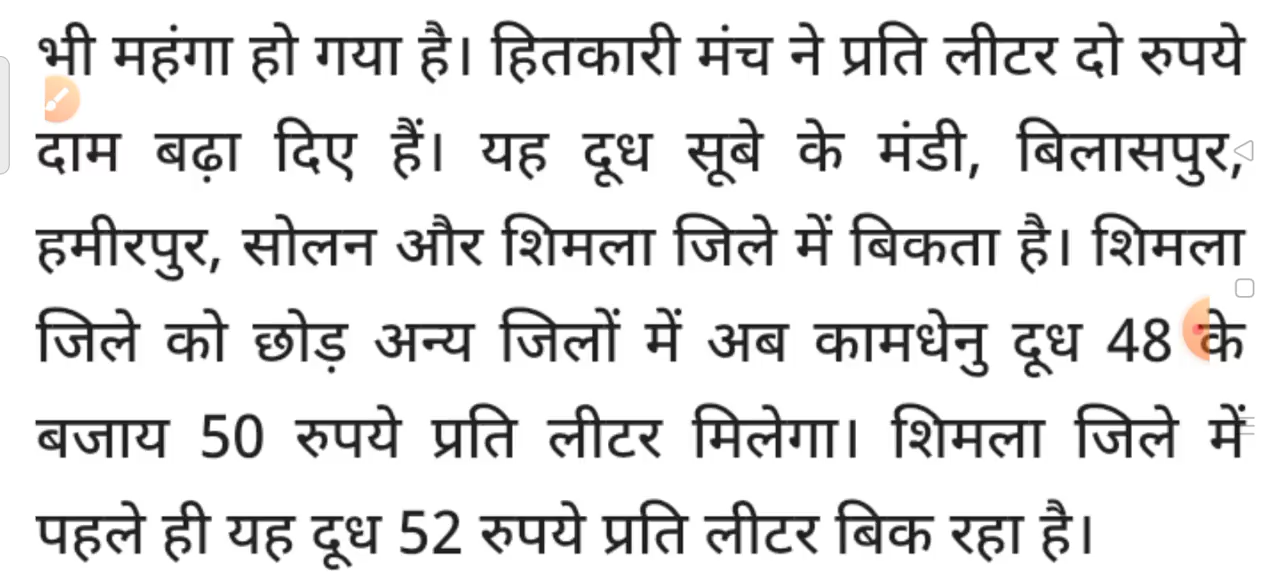 भी महंगा हो गया है। हितकारी मंच ने प्रति लीटर दो रुपये
दाम बढ़ा दिए हैं। यह दूध सूबे के मंडी, बिलासपुर,
हमीरपुर, सोलन और शिमला जिले में बिकता है। शिमला
जिले को छोड़ अन्य जिलों में अब कामधेनु दूध 48 के
बजाय 50 रुपये प्रति लीटर मिलेगा। शिमला जिले में
पहले ही यह दूध 52 रुपये प्रति लीटर बिक रहा है।